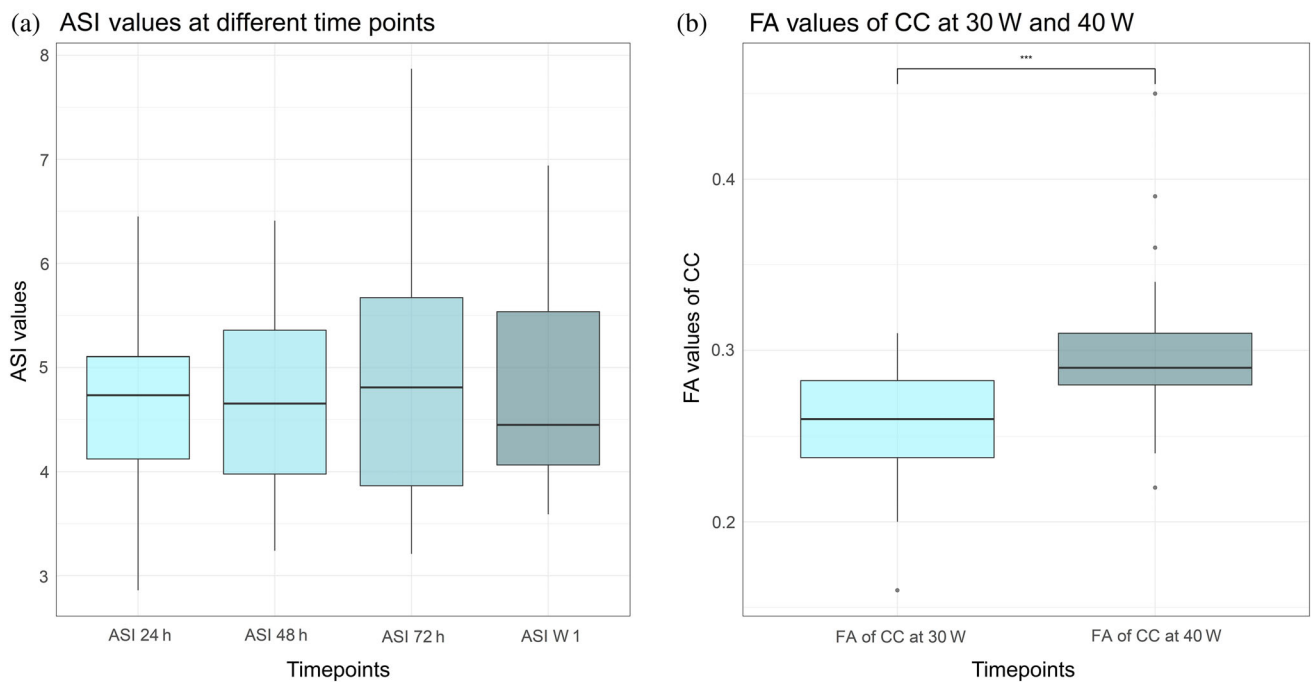 (a) ASI values at different time points
8
7
6
5
4
3
ASI values
ASI 24 h
ASI 48 h
ASI 72 h
ASI W 1
Timepoints
(b) FA values of CC at 30 W and 40 W
***
0.4
0.3
0.2
FA values of CC
FA of CC at 30 W
FA of CC at 40 W
Timepoints